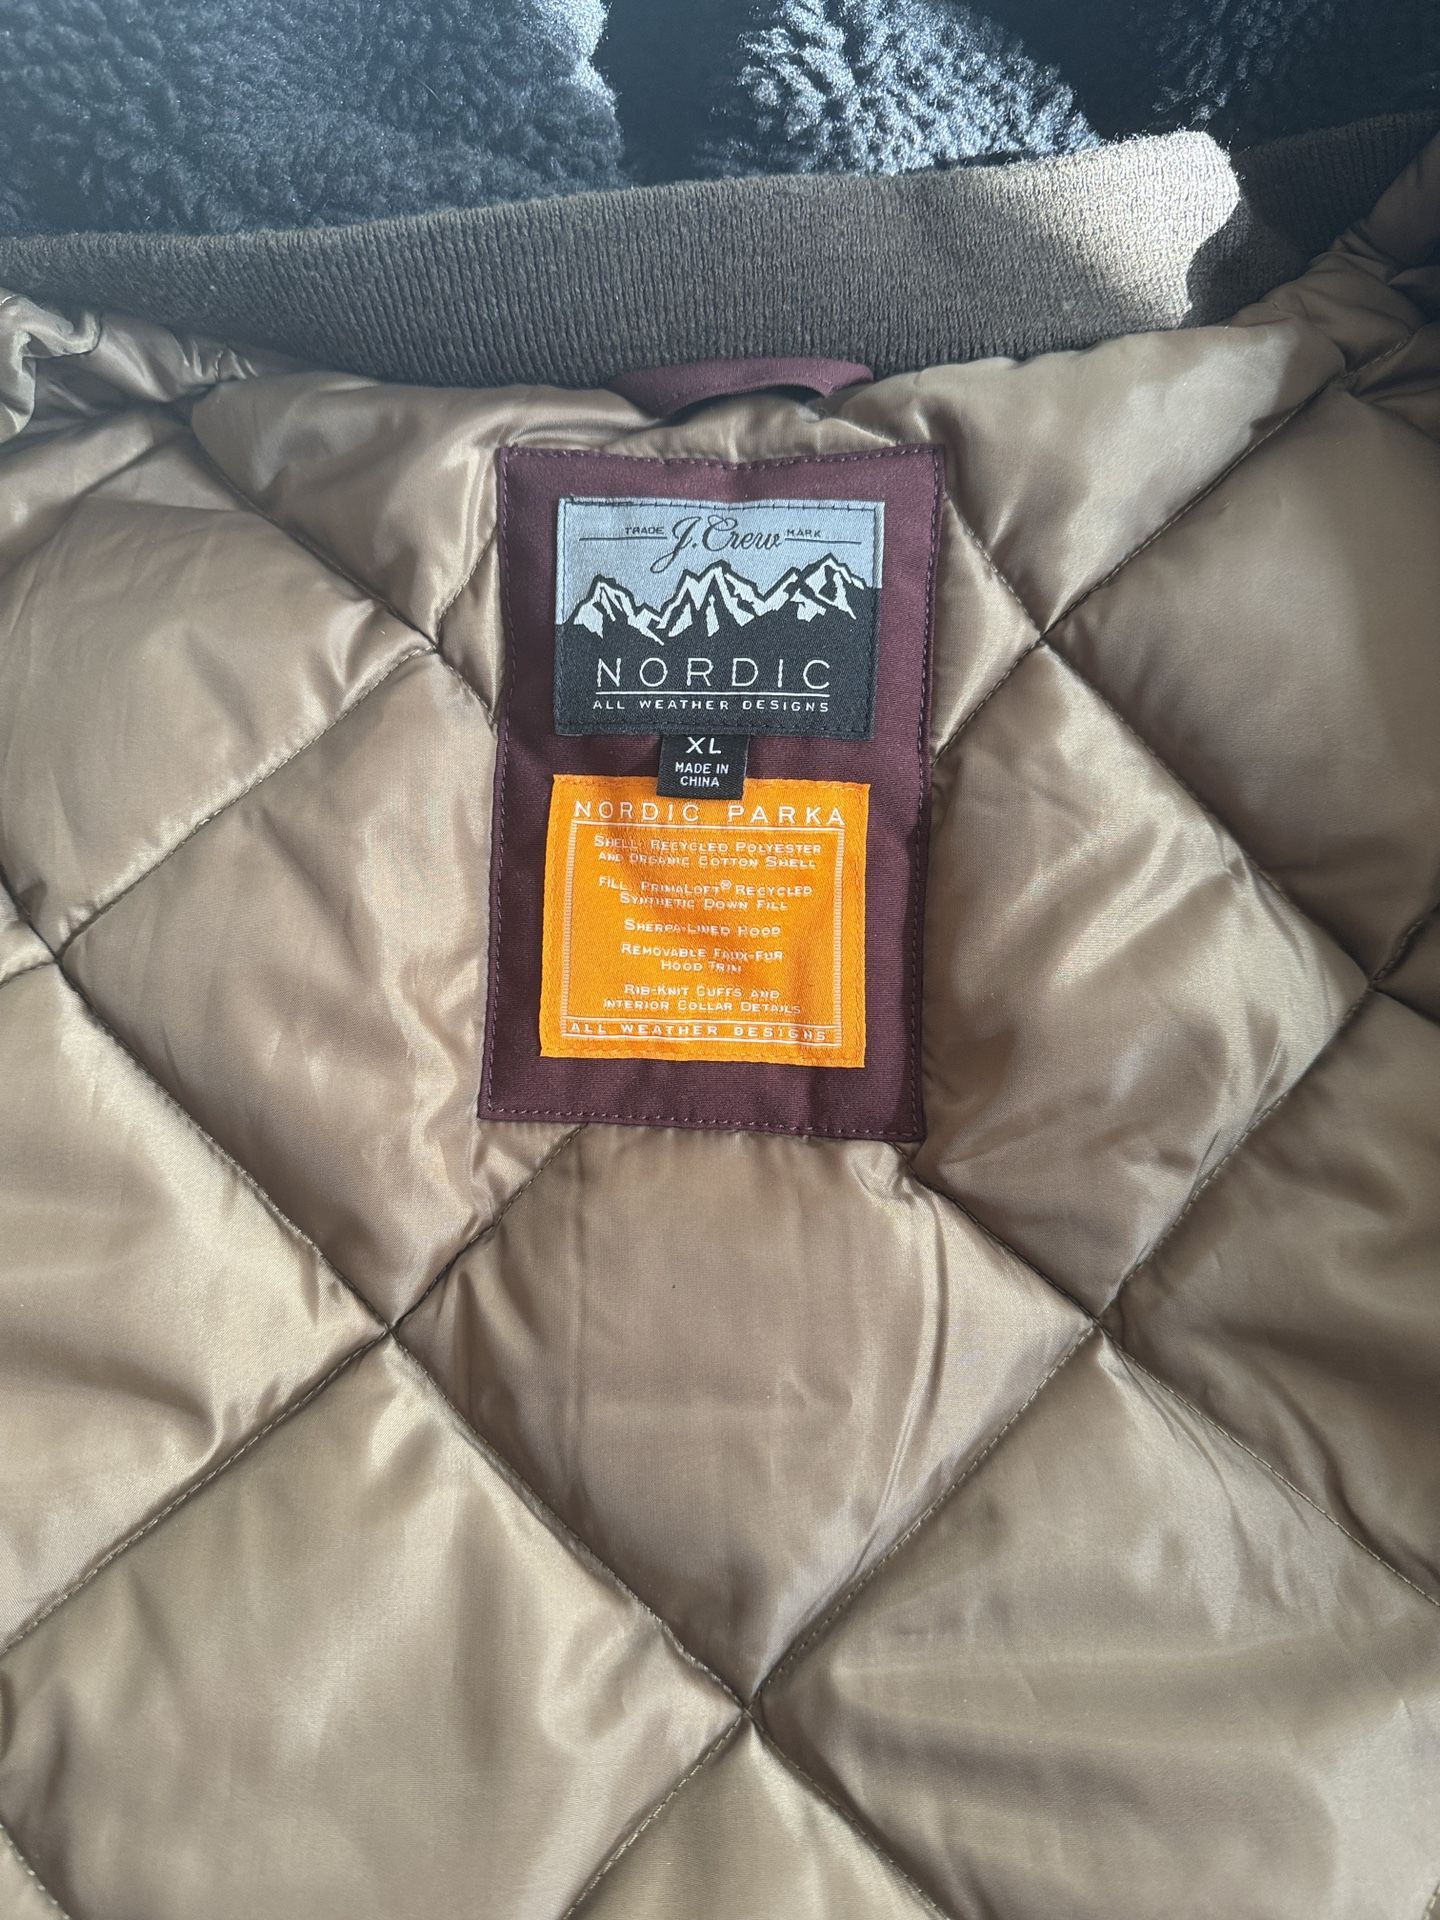 TRADE J.Crew MARK
NORDIC
ALL WEATHER DESIGNS
XL
MADE IN
CHINA
NORDIC PARKA
SHELL: RECYCLED POLYESTER
AND ORGANIC COTTON SHELL
FILL: PRIMALOFT® RECYCLED
SYNTHETIC DOWN FILL
SHERPA-LINED HOOD
REMOVABLE FAUX-FUR
HOOD TRIM
RIB-KNIT CUFFS AND
INTERIOR COLLAR DETAILS
ALL WEATHER DESIGNS